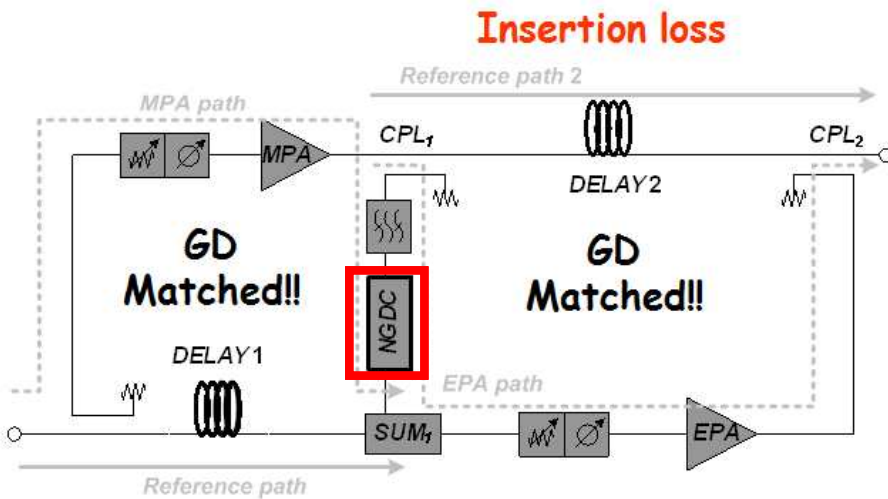 Insertion loss
Reference path 2
MPA path
CPL₁
CPL₂
MPA
DELAY2
GD
Matched!!
GD
Matched!!
NGDC
DELAY1
EPA path
SUM₁
EPA
Reference path